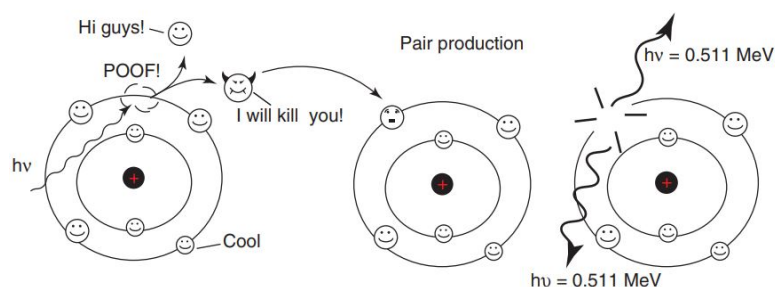 Hi guys!
POOF!
I will kill you!
hν
+
Cool
Pair production
+
hν = 0.511 MeV
+
hυ = 0.511 MeV